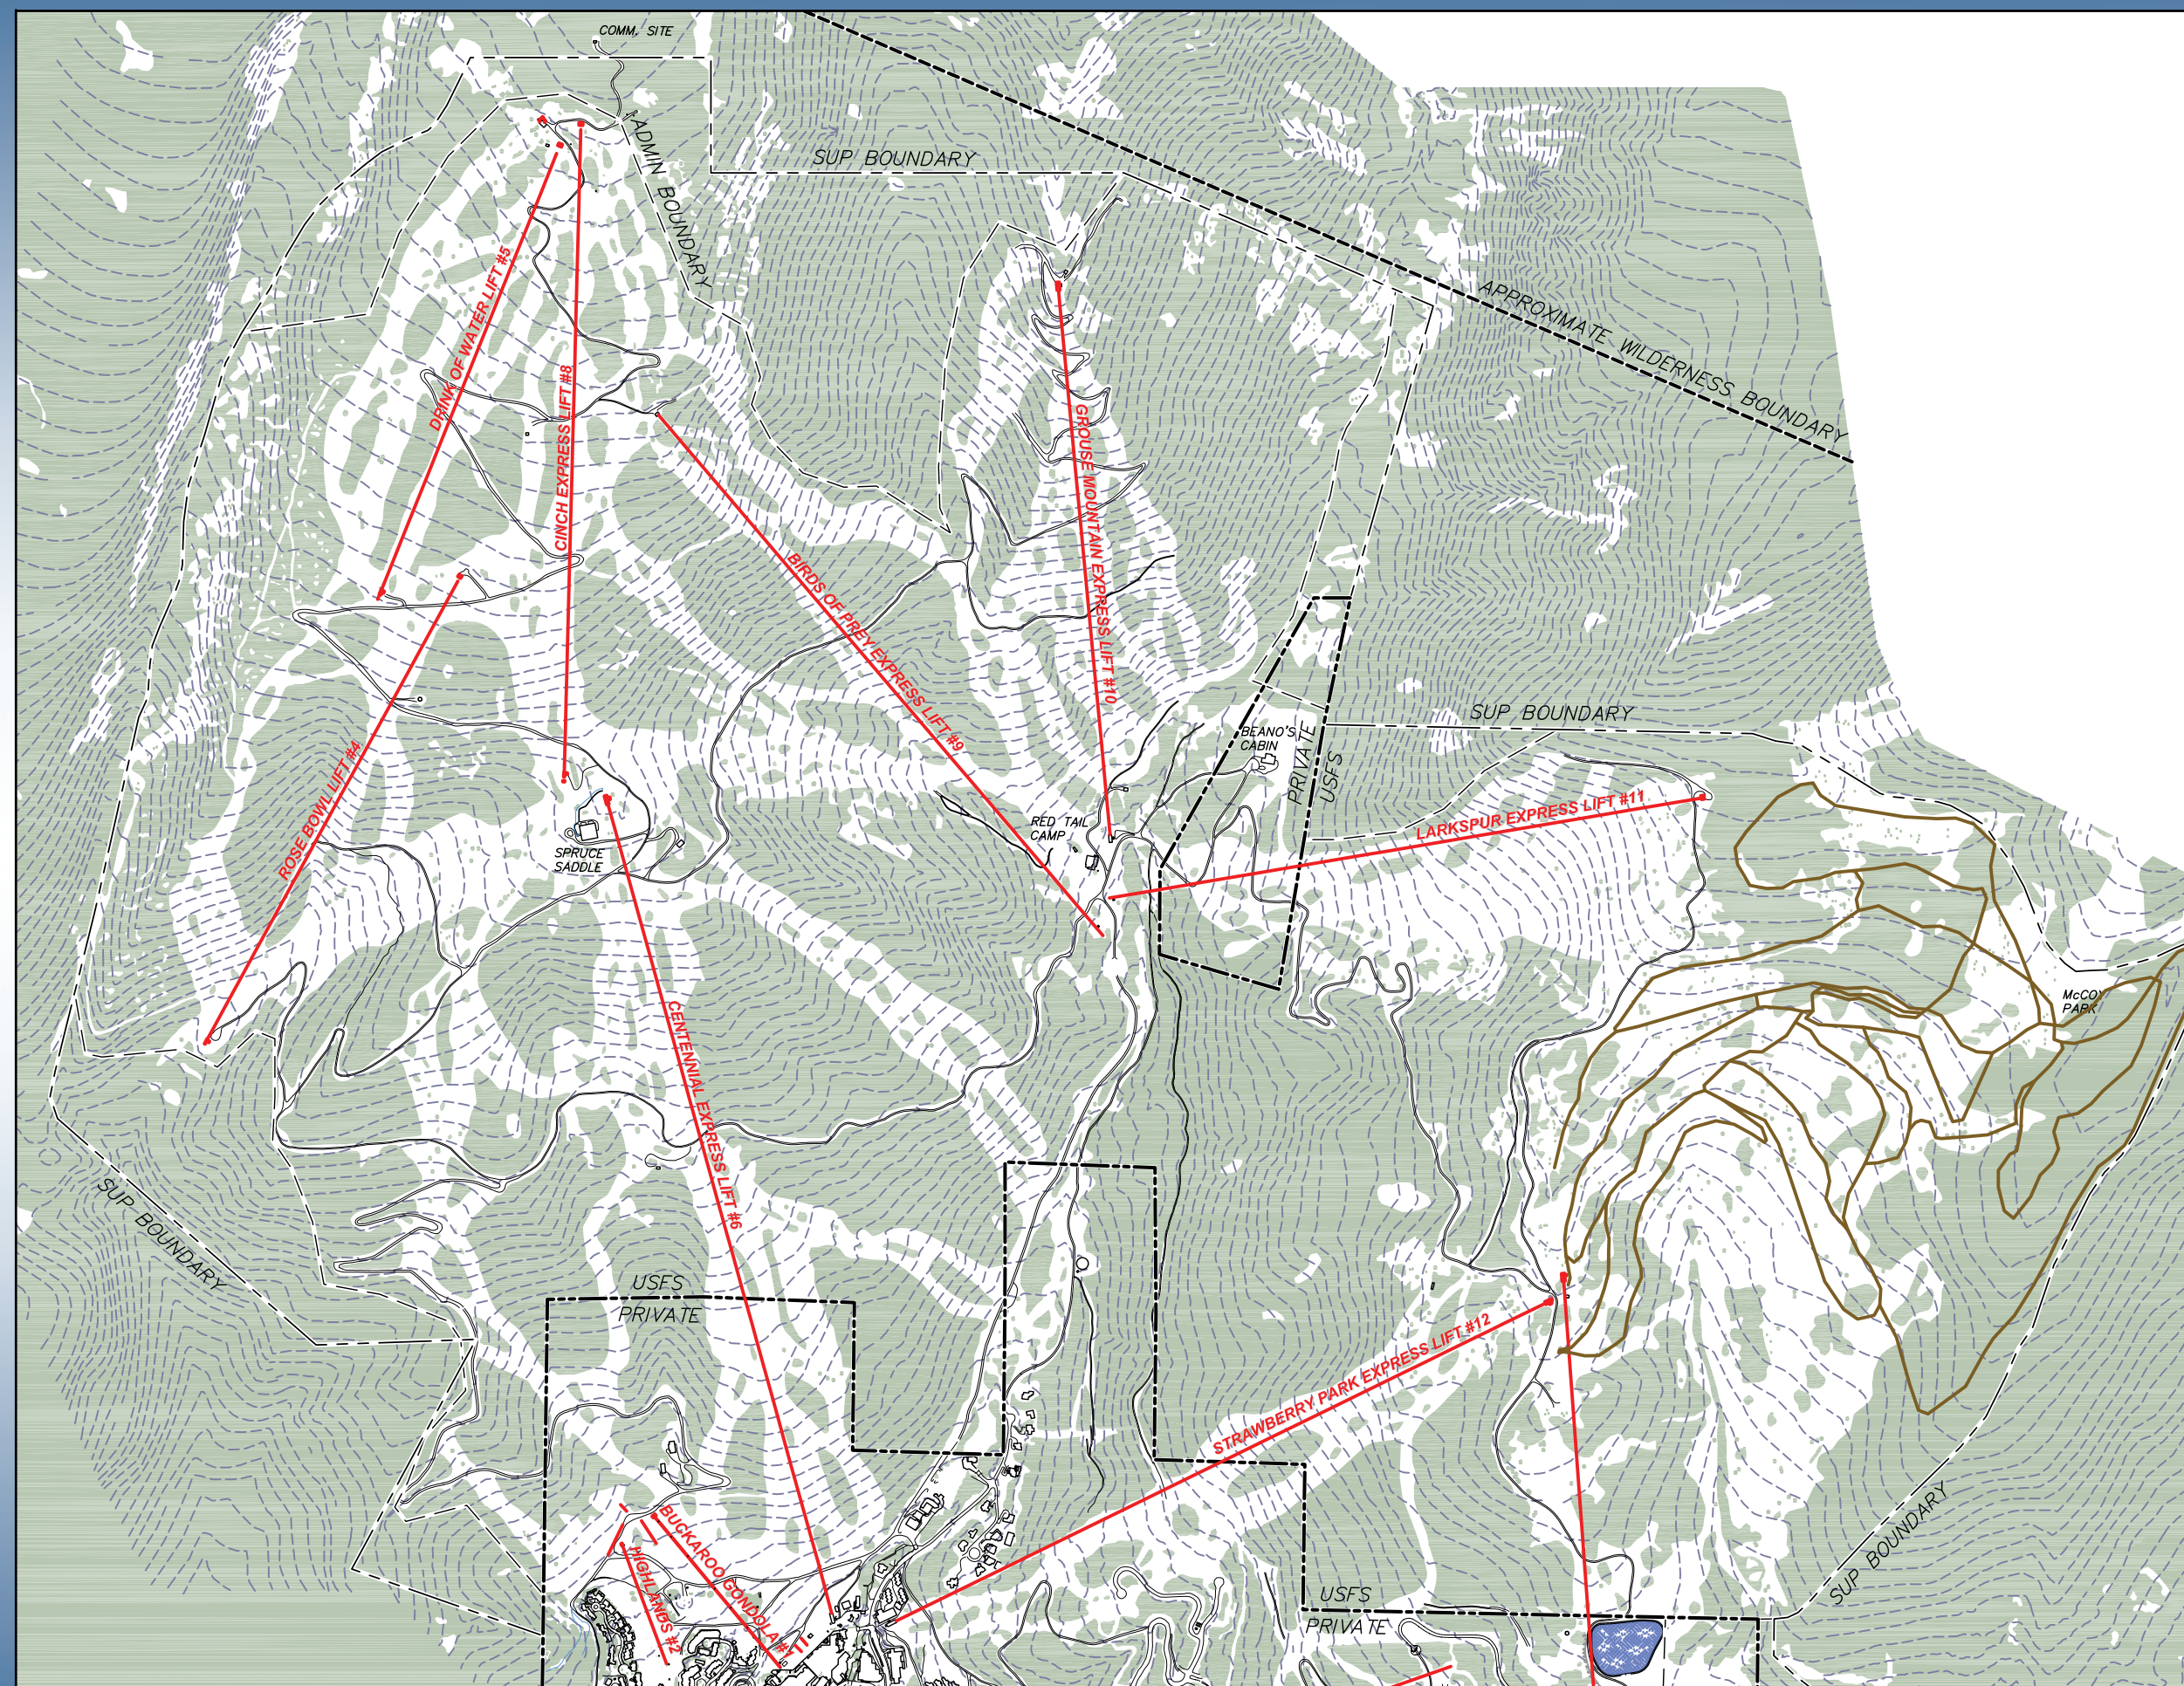 COMM. SITE
ADMIN BOUNDARY
SUP BOUNDARY
APPROXIMATE WILDERNESS BOUNDARY
DRINK OF WATER LIFT #5
CINCH EXPRESS LIFT #8
GROUSE MOUNTAIN EXPRESS LIFT #10
BIRDS OF PREY EXPRESS LIFT #9
SUP BOUNDARY
BEANO'S
CABIN
PRIVATE
USFS
ROSE BOWL LIFT #4
LARKSPUR EXPRESS LIFT #11
RED TAIL
CAMP
SPRUCE
SADDLE
McCOY
PARK
CENTENNIAL EXPRESS LIFT #6
SUP BOUNDARY
USFS
PRIVATE
STRAWBERRY PARK EXPRESS LIFT #12
SUP BOUNDARY
BUCKAROO GONDOLA #1
HIGHLANDS #2
USFS
PRIVATE